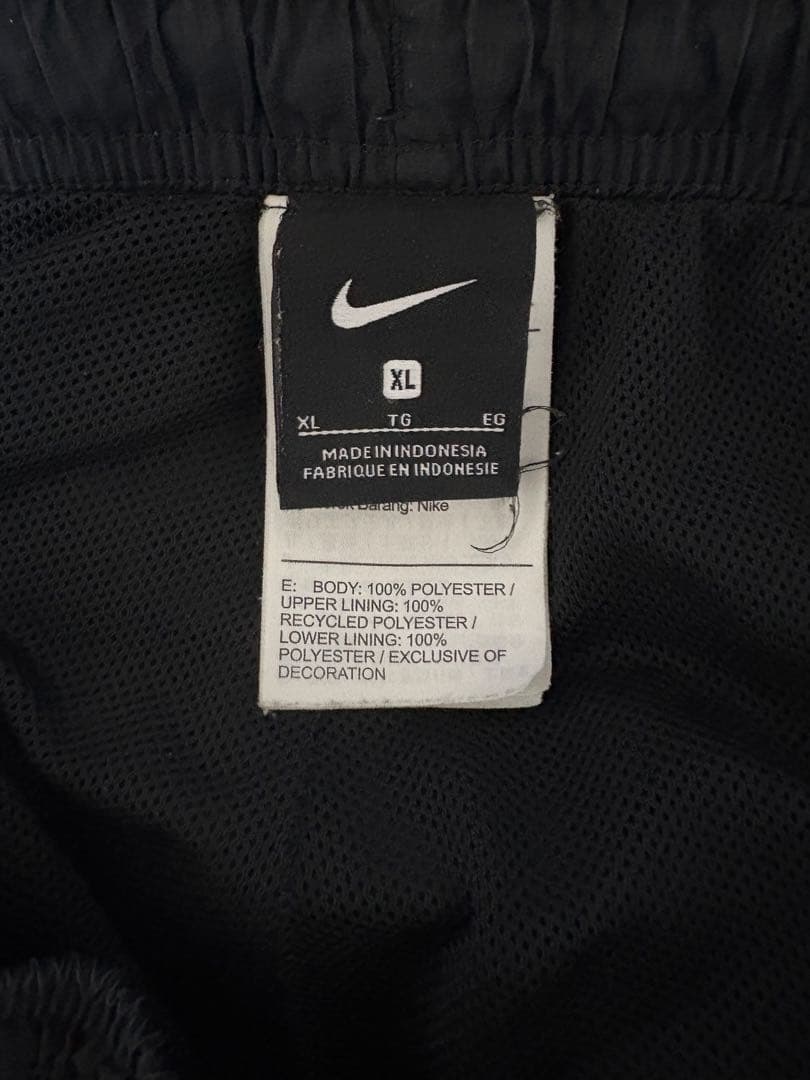 XL
XL TG EG
MADE IN INDONESIA
FABRIQUE EN INDONESIE
Barang: Nike
E: BODY: 100% POLYESTER /
UPPER LINING: 100%
RECYCLED POLYESTER /
LOWER LINING: 100%
POLYESTER / EXCLUSIVE OF
DECORATION